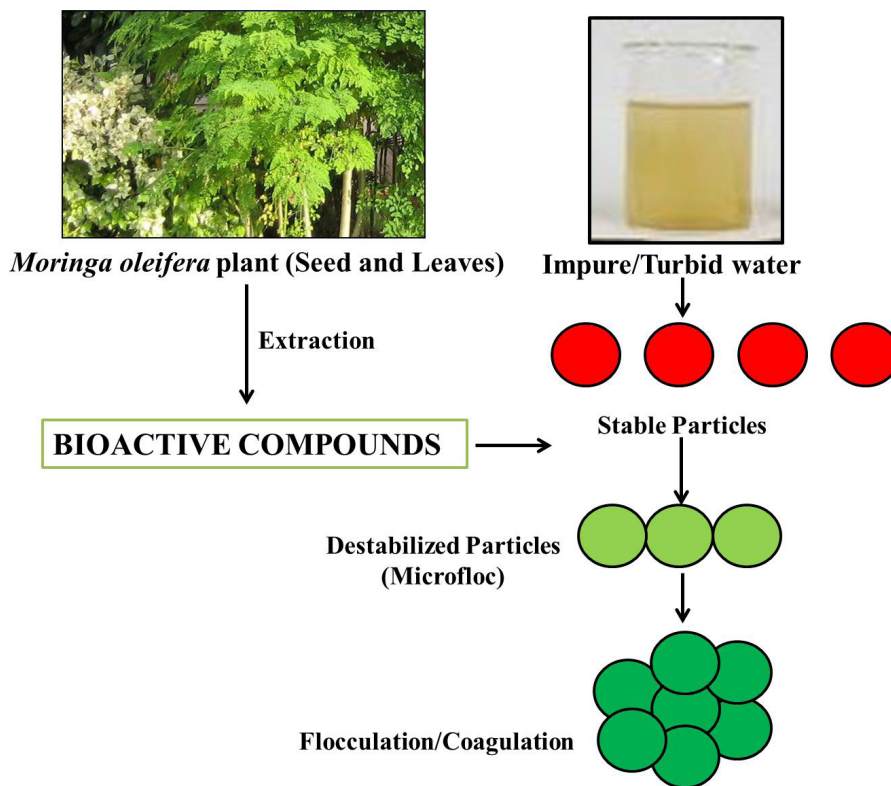 Moringa oleifera plant (Seed and Leaves)
Impure/Turbid water
Extraction
BIOACTIVE COMPOUNDS
Stable Particles
Destabilized Particles
(Microfloc)
Flocculation/Coagulation